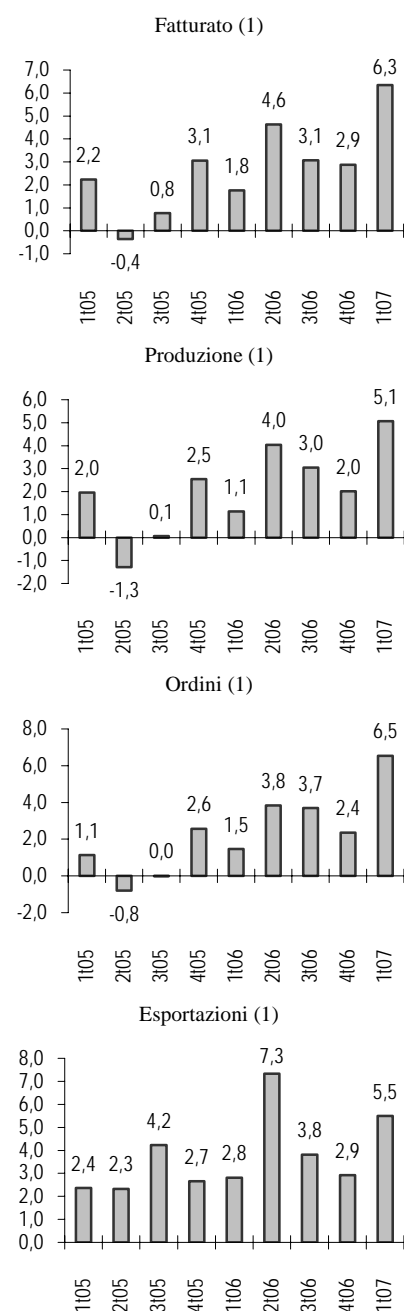 Fatturato (1)
7,0
6,0
5,0
4,0
3,0
2,0
1,0
0,0
-1,0
2,2
-0,4
0,8
3,1
1,8
4,6
3,1
2,9
6,3
1t05
2t05
3t05
4t05
1t06
2t06
3t06
4t06
1t07
Produzione (1)
6,0
5,0
4,0
3,0
2,0
1,0
0,0
-1,0
-2,0
2,0
-1,3
0,1
2,5
1,1
4,0
3,0
2,0
5,1
1t05
2t05
3t05
4t05
1t06
2t06
3t06
4t06
1t07
Ordini (1)
8,0
6,0
4,0
2,0
0,0
-2,0
1,1
-0,8
0,0
2,6
1,5
3,8
3,7
2,4
6,5
1t05
2t05
3t05
4t05
1t06
2t06
3t06
4t06
1t07
Esportazioni (1)
8,0
7,0
6,0
5,0
4,0
3,0
2,0
1,0
0,0
2,4
2,3
4,2
2,7
2,8
7,3
3,8
2,9
5,5
1t05
2t05
3t05
4t05
1t06
2t06
3t06
4t06
1t07